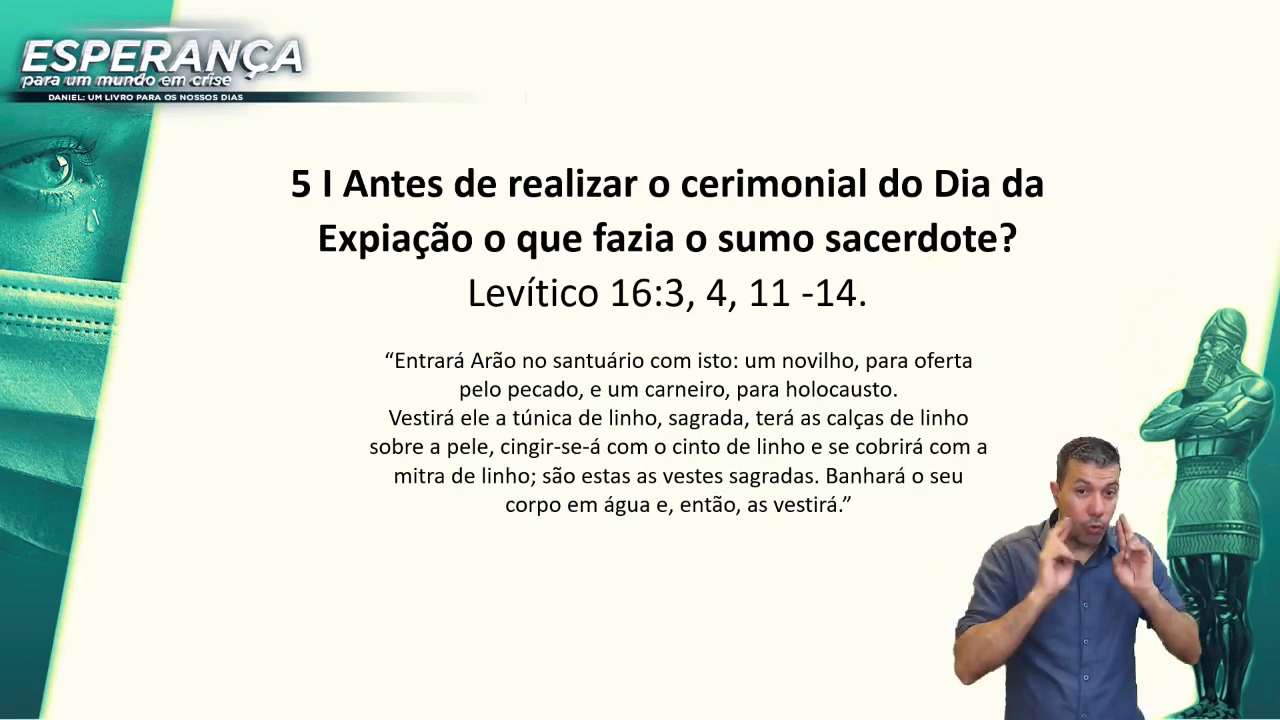 ESPERANÇA
para um mundo em crise
DANIEL: UM LIVRO PARA OS NOSSOS DIAS
5 I Antes de realizar o cerimonial do Dia da
Expiação o que fazia o sumo sacerdote?
Levítico 16:3, 4, 11 -14.
“Entrará Arão no santuário com isto: um novilho, para oferta
pelo pecado, e um carneiro, para holocausto.
Vestirá ele a túnica de linho, sagrada, terá as calças de linho
sobre a pele, cingir-se-á com o cinto de linho e se cobrirá com a
mitra de linho; são estas as vestes sagradas. Banhará o seu
corpo em água e, então, as vestirá.”